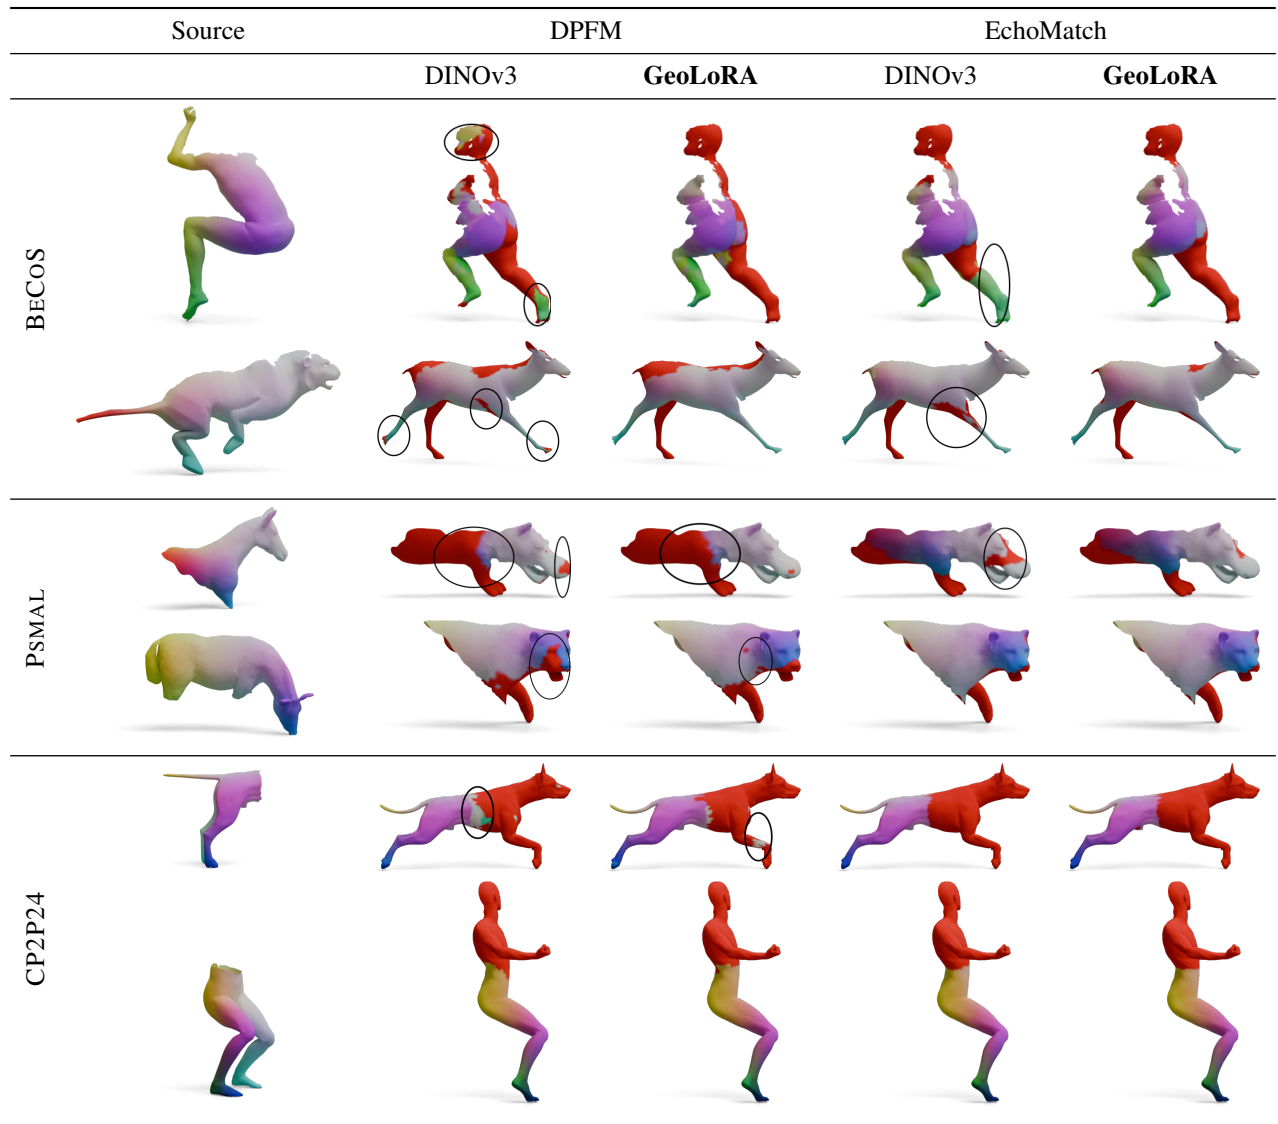 Source DPFM EchoMatch
DINOv3 GeoLoRA DINOv3 GeoLoRA
BECOS
PSMAL
CP2P24